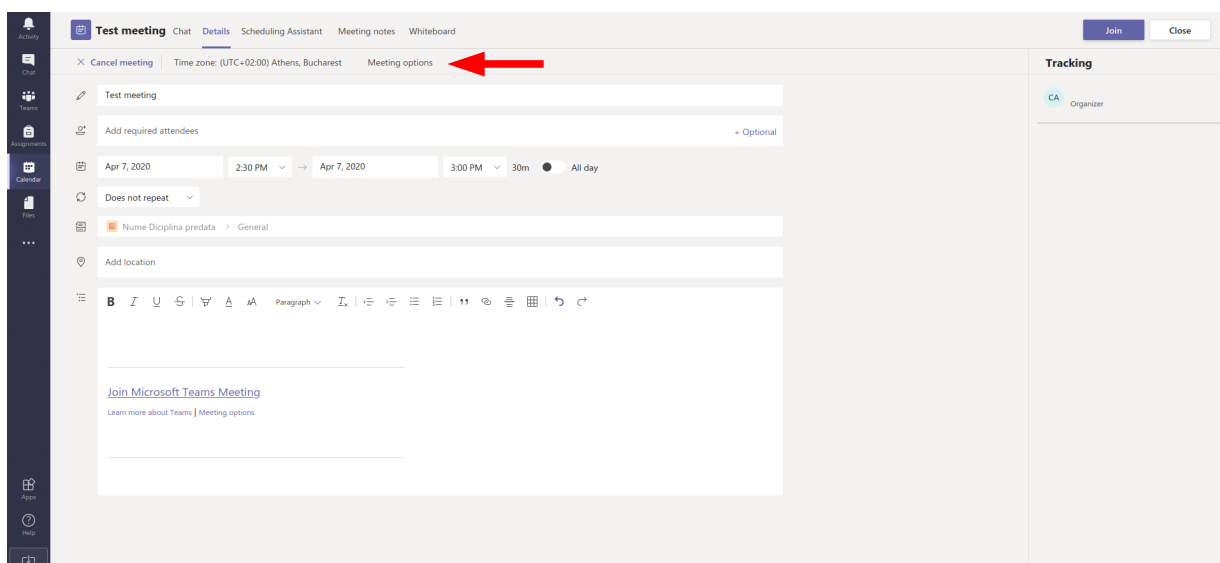 Activity
Chat
Teams
Assignments
Calendar
Files
Apps
Help
Test meeting Chat Details Scheduling Assistant Meeting notes Whiteboard
Join Close
Cancel meeting Time zone: (UTC+02:00) Athens, Bucharest Meeting options
Test meeting
Add required attendees + Optional
Apr 7, 2020 2:30 PM → Apr 7, 2020 3:00 PM 30m All day
Does not repeat
Nume Diciplina predata > General
Add location
B I U S A AA Paragraph Ix
Join Microsoft Teams Meeting
Learn more about Teams | Meeting options
Tracking
CA Organizer